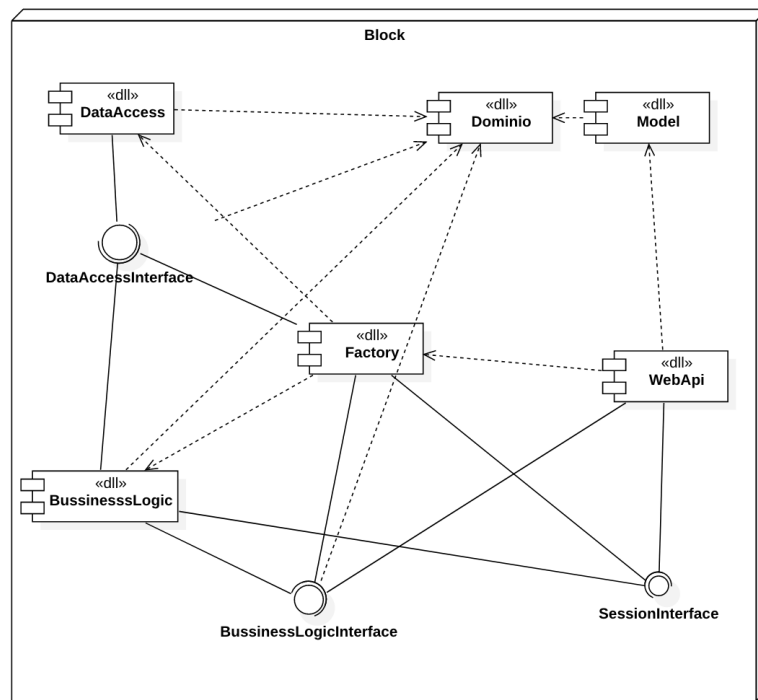 Block
«dll»
DataAccess
«dll»
Dominio
«dll»
Model
DataAccessInterface
«dll»
Factory
«dll»
WebApi
«dll»
BussinesssLogic
BussinessLogicInterface
SessionInterface